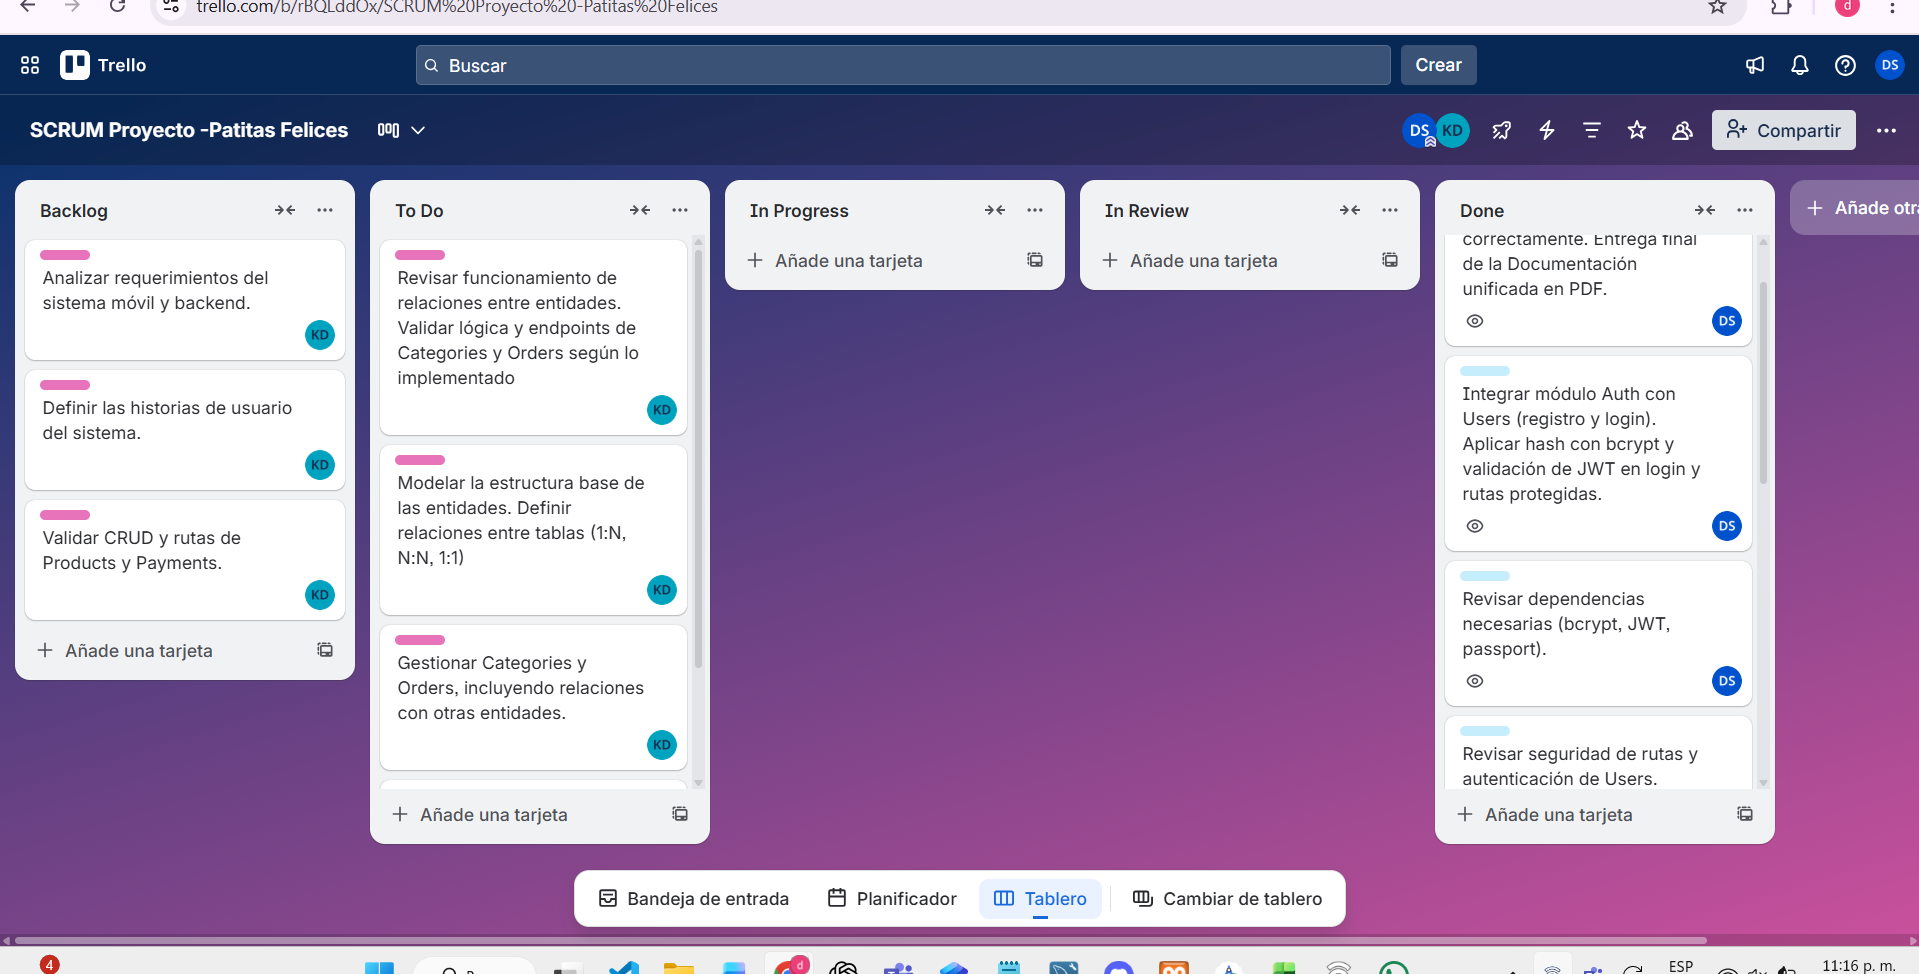 trello.com/b/rBQLddOx/SCRUM%20Proyecto%20-Patitas%20Felices
d
Trello
Buscar
Crear
DS
SCRUM Proyecto -Patitas Felices
DS
KD
Compartir
Backlog
Analizar requerimientos del
sistema móvil y backend.
KD
Definir las historias de usuario
del sistema.
KD
Validar CRUD y rutas de
Products y Payments.
KD
Añade una tarjeta
To Do
Revisar funcionamiento de
relaciones entre entidades.
Validar lógica y endpoints de
Categories y Orders según lo
implementado
KD
Modelar la estructura base de
las entidades. Definir
relaciones entre tablas (1:N,
N:N, 1:1)
KD
Gestionar Categories y
Orders, incluyendo relaciones
con otras entidades.
KD
Añade una tarjeta
In Progress
Añade una tarjeta
In Review
Añade una tarjeta
Done
correctamente. Entrega final
de la Documentación
unificada en PDF.
DS
Integrar módulo Auth con
Users (registro y login).
Aplicar hash con bcrypt y
validación de JWT en login y
rutas protegidas.
DS
Revisar dependencias
necesarias (bcrypt, JWT,
passport).
DS
Revisar seguridad de rutas y
autenticación de Users.
Añade una tarjeta
Añade otra
Bandeja de entrada
Planificador
Tablero
Cambiar de tablero
4
d
ESP
11:16 p. m.